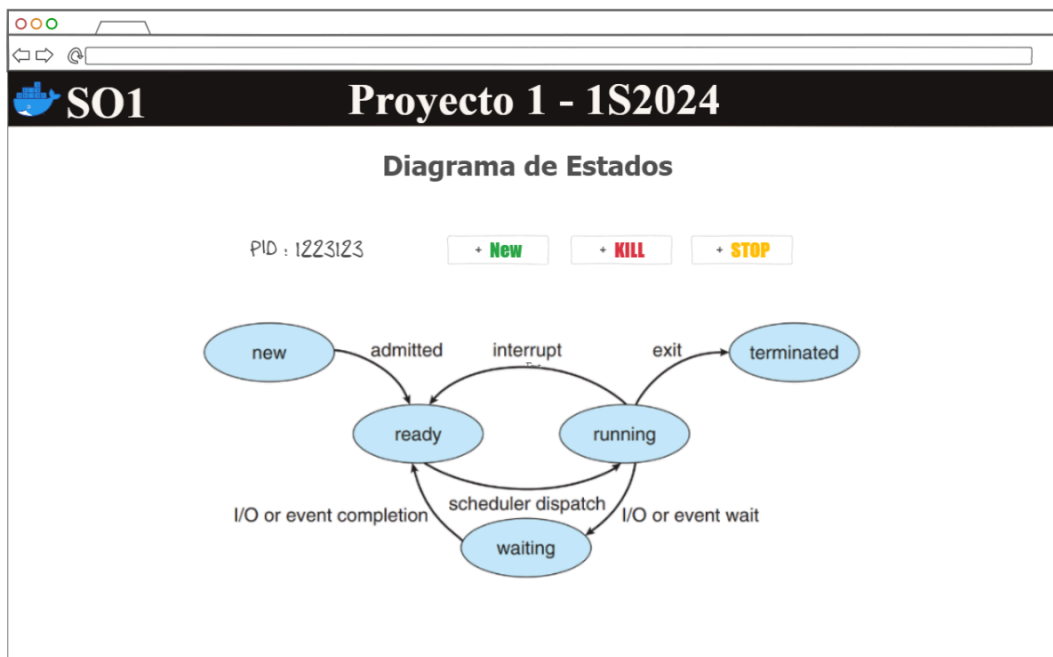 SO1 Proyecto 1 - 1S2024
Diagrama de Estados
PID : 1223123 + New + KILL + STOP
new admitted interrupt exit terminated
ready running
scheduler dispatch
I/O or event completion I/O or event wait
waiting